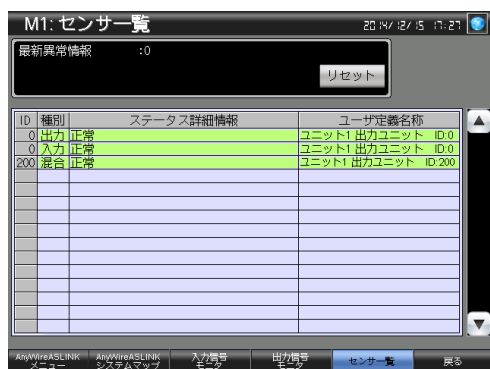 M1: センサ一覧 2014/12/15 17:27
最新異常情報 :0
リセット
ID 種別 ステータス詳細情報 ユーザ定義名称
0 出力 正常 ユニット1 出力ユニット ID:0
0 入力 正常 ユニット1 出力ユニット ID:0
200 混合 正常 ユニット1 出力ユニット ID:200
AnyWireASLINK メニュー
AnyWireASLINK システムマップ
入力信号 モニタ
出力信号 モニタ
センサ一覧
戻る